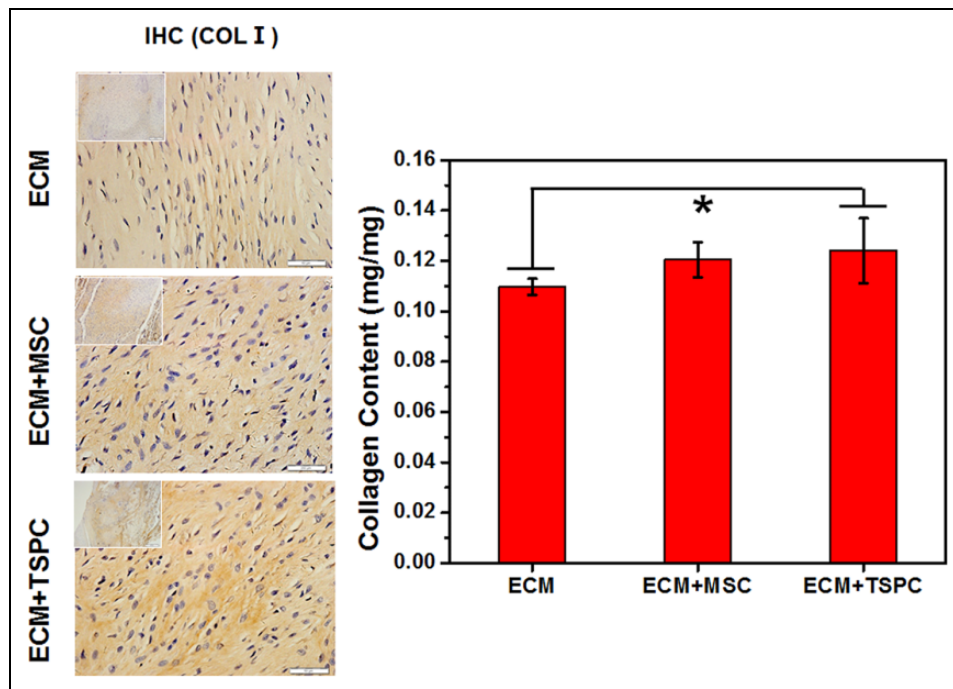 IHC (COL I)
ECM
ECM+MSC
ECM+TSPC
Collagen Content (mg/mg)
0.16
0.14
0.12
0.10
0.08
0.06
0.04
0.02
0.00
*
ECM
ECM+MSC
ECM+TSPC